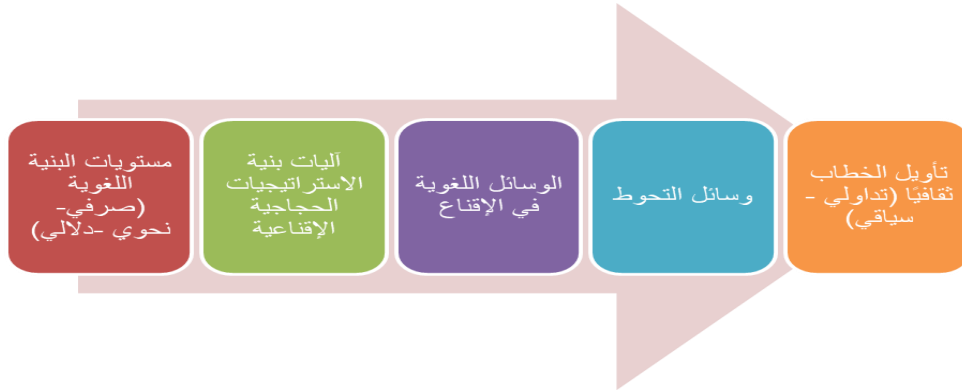 مستويات البنية
اللغوية
(صرفي-
نحوي -دلالي)
آليات بنية
الاستراتيجيات
الحجاجية
الإقناعية
الوسائل اللغوية
في الإقناع
وسائل التحوط
تأويل الخطاب
ثقافيًا (تداولي -
سياقي)